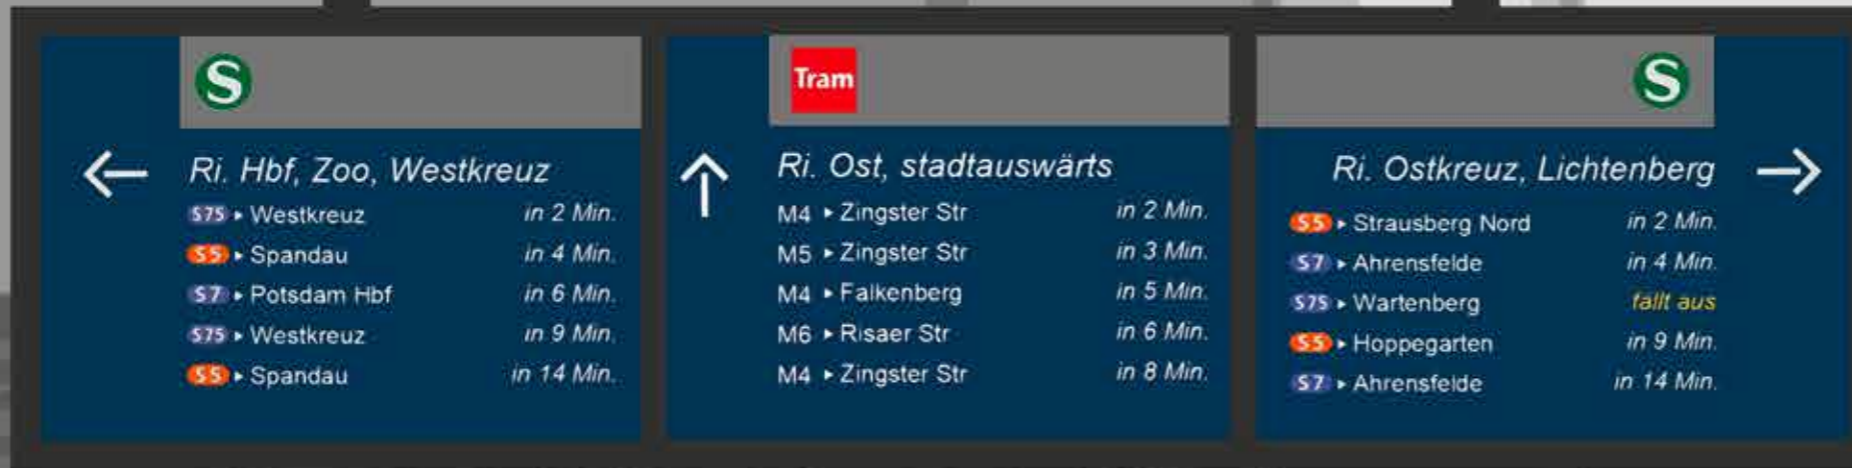 S
Ri. Hbf, Zoo, Westkreuz
S75 ▸ Westkreuz in 2 Min.
S5 ▸ Spandau in 4 Min.
S7 ▸ Potsdam Hbf in 6 Min.
S75 ▸ Westkreuz in 9 Min.
S5 ▸ Spandau in 14 Min.
Tram
Ri. Ost, stadtauswärts
M4 ▸ Zingster Str in 2 Min.
M5 ▸ Zingster Str in 3 Min.
M4 ▸ Falkenberg in 5 Min.
M6 ▸ Risaer Str in 6 Min.
M4 ▸ Zingster Str in 8 Min.
S
Ri. Ostkreuz, Lichtenberg
S5 ▸ Strausberg Nord in 2 Min.
S7 ▸ Ahrensfelde in 4 Min.
S75 ▸ Wartenberg fällt aus
S5 ▸ Hoppegarten in 9 Min.
S7 ▸ Ahrensfelde in 14 Min.